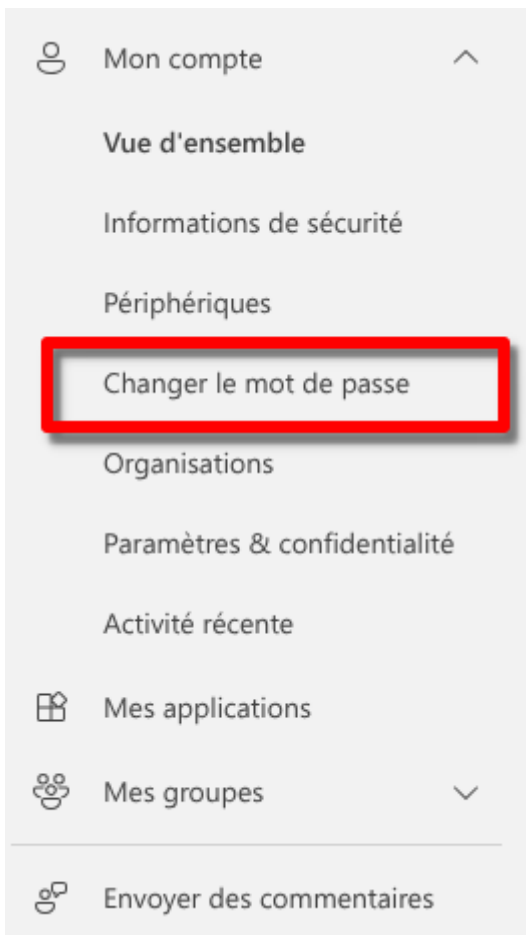 Mon compte
Vue d'ensemble
Informations de sécurité
Périphériques
Changer le mot de passe
Organisations
Paramètres & confidentialité
Activité récente
Mes applications
Mes groupes
Envoyer des commentaires